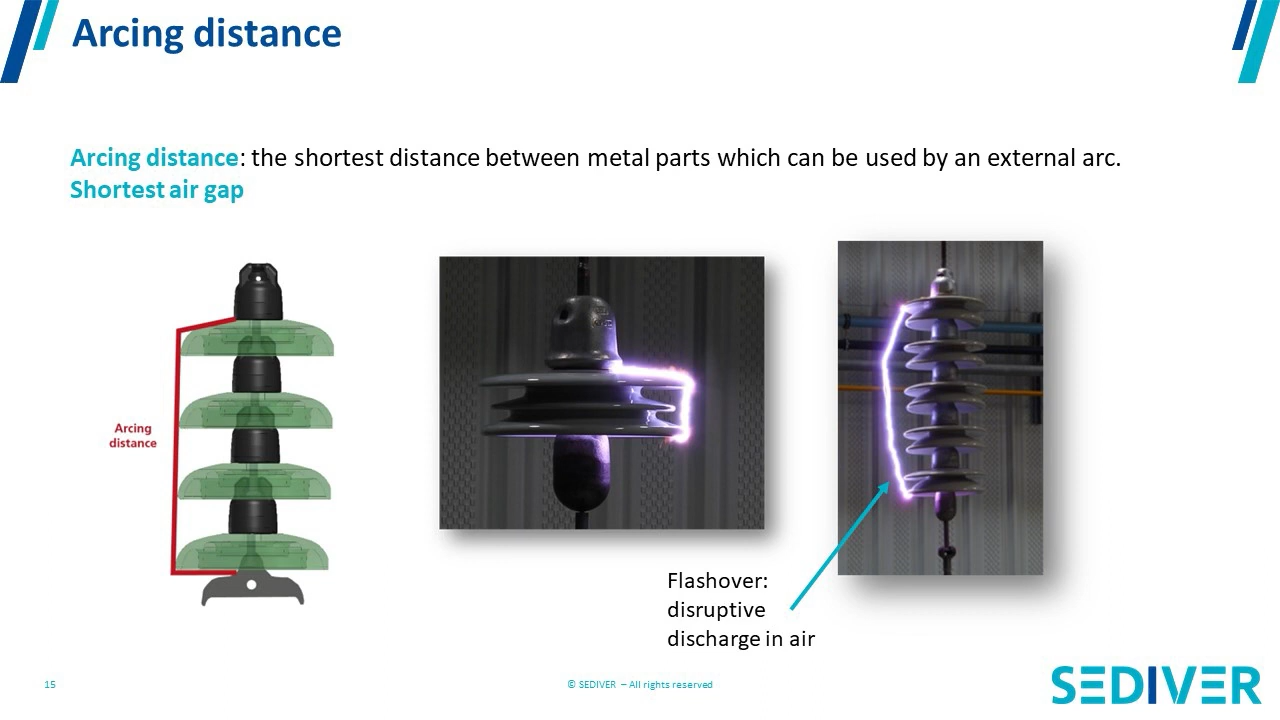 Arcing distance
Arcing distance: the shortest distance between metal parts which can be used by an external arc.
Shortest air gap
Arcing
distance
Flashover:
disruptive
discharge in air
15
© SEDIVER – All rights reserved
SEDIVER